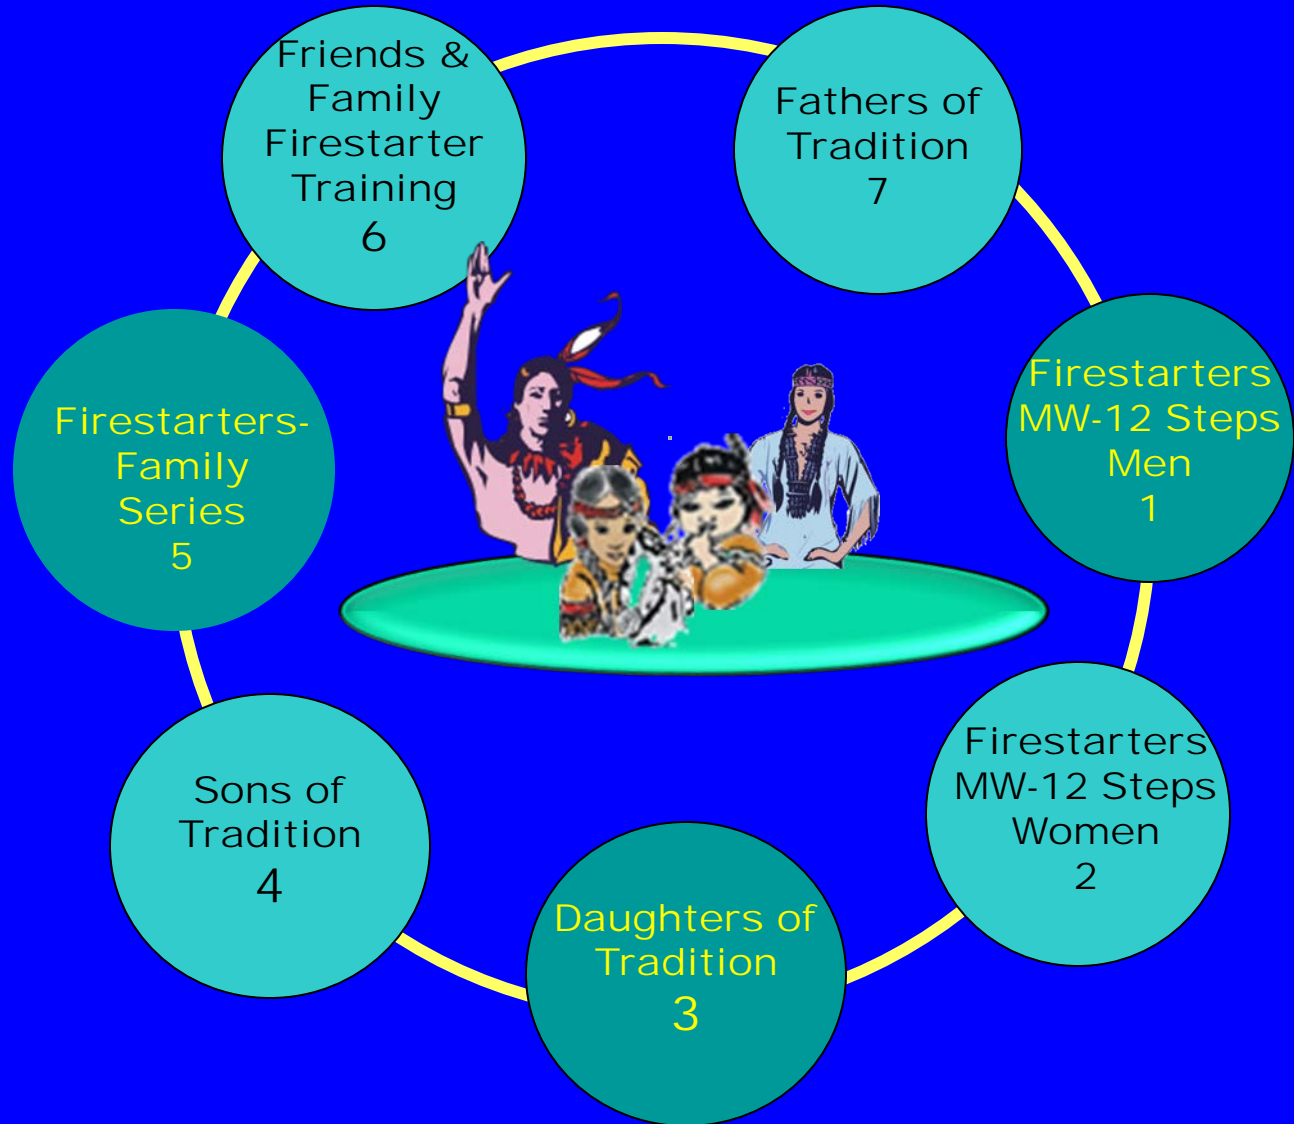 Friends &
Family
Firestarter
Training
6
Fathers of
Tradition
7
Firestarters
MW-12 Steps
Men
1
Firestarters
MW-12 Steps
Women
2
Daughters of
Tradition
3
Sons of
Tradition
4
Firestarters-
Family
Series
5